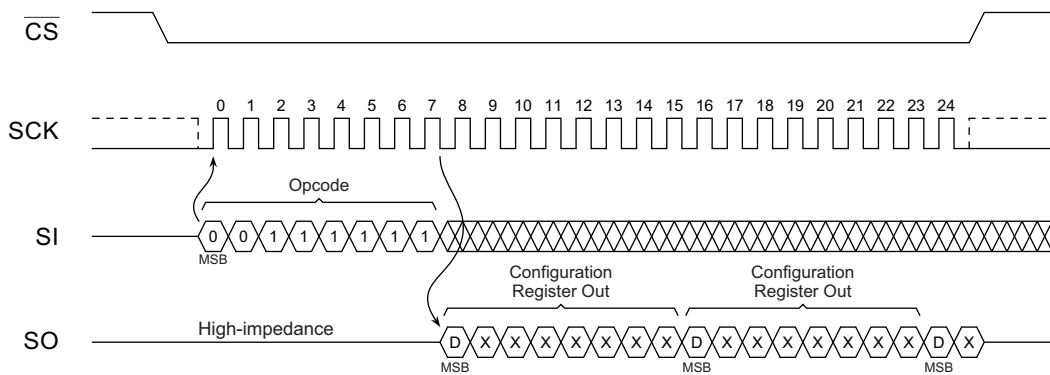 CS
0 1 2 3 4 5 6 7 8 9 10 11 12 13 14 15 16 17 18 19 20 21 22 23 24
SCK
Opcode
SI 0 0 1 1 1 1 1 1
MSB
Configuration Register Out
Configuration Register Out
High-impedance
SO D X X X X X X X D X X X X X X X D X
MSB MSB MSB